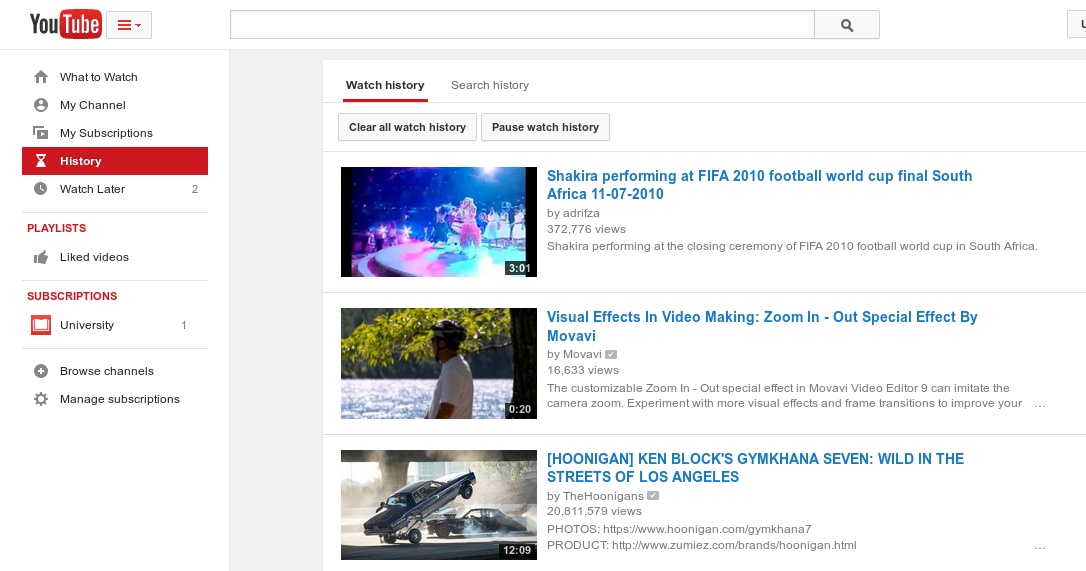 YouTube
What to Watch
My Channel
My Subscriptions
History
Watch Later 2
PLAYLISTS
Liked videos
SUBSCRIPTIONS
University 1
Browse channels
Manage subscriptions
Watch history Search history
Clear all watch history Pause watch history
3:01
Shakira performing at FIFA 2010 football world cup final South
Africa 11-07-2010
by adrifza
372,776 views
Shakira performing at the closing ceremony of FIFA 2010 football world cup in South Africa.
0:20
Visual Effects In Video Making: Zoom In - Out Special Effect By
Movavi
by Movavi
16,633 views
The customizable Zoom In - Out special effect in Movavi Video Editor 9 can imitate the
camera zoom. Experiment with more visual effects and frame transitions to improve your ...
12:09
[HOONIGAN] KEN BLOCK'S GYMKHANA SEVEN: WILD IN THE
STREETS OF LOS ANGELES
by TheHoonigans
20,811,579 views
PHOTOS: https://www.hoonigan.com/gymkhana7
PRODUCT: http://www.zumiez.com/brands/hoonigan.html ...